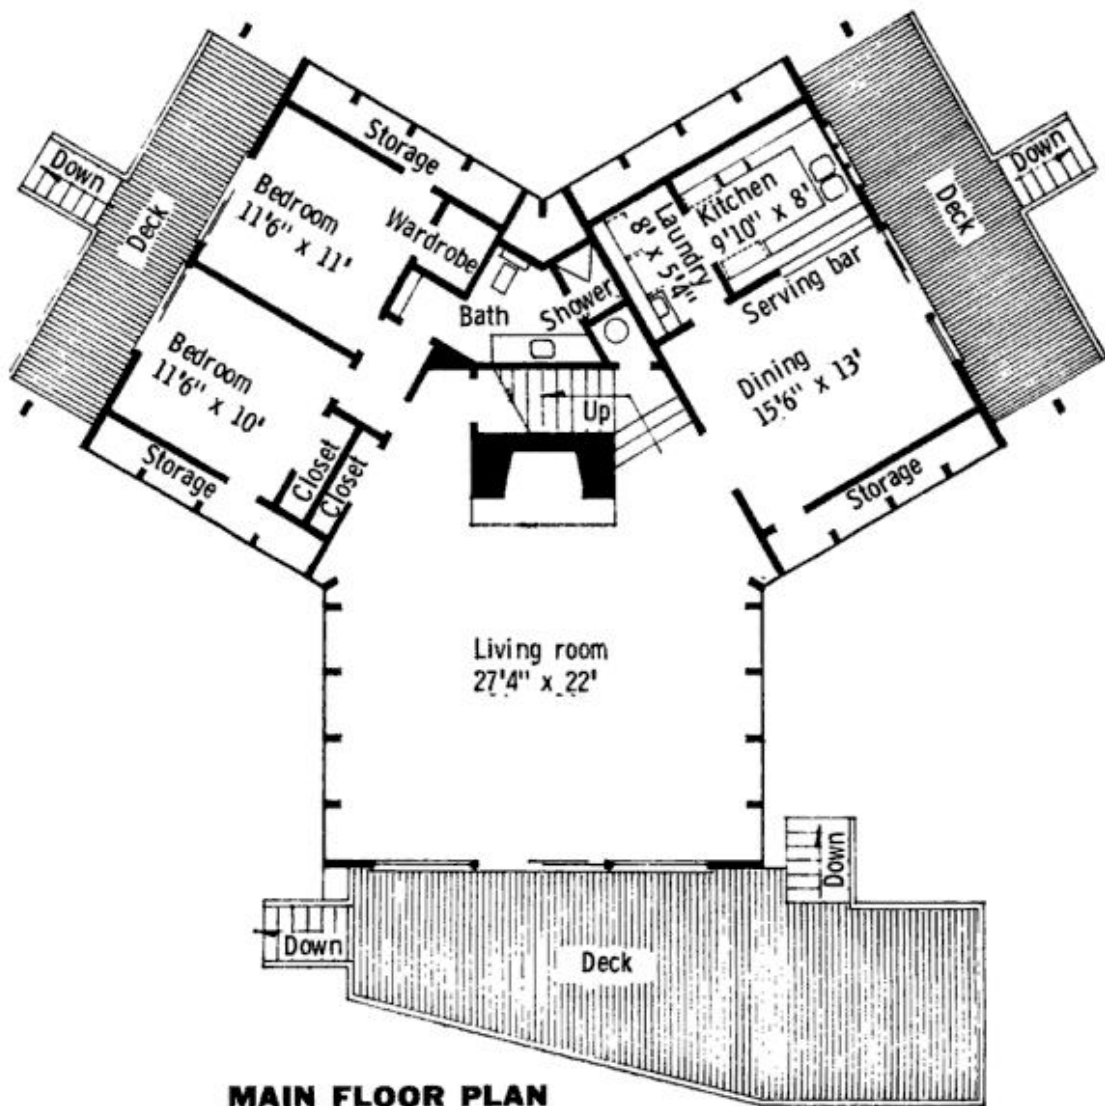 Down
Deck
Storage
Bedroom
11'6" x 11'
Wardrobe
Bedroom
11'6" x 10'
Storage
Closet
Closet
Bath
Shower
Up
Laundry
8' x 5'4"
Kitchen
9'10" x 8'
Serving bar
Dining
15'6" x 13'
Storage
Deck
Down
Living room
27'4" x 22'
Down
Down
Deck
MAIN FLOOR PLAN